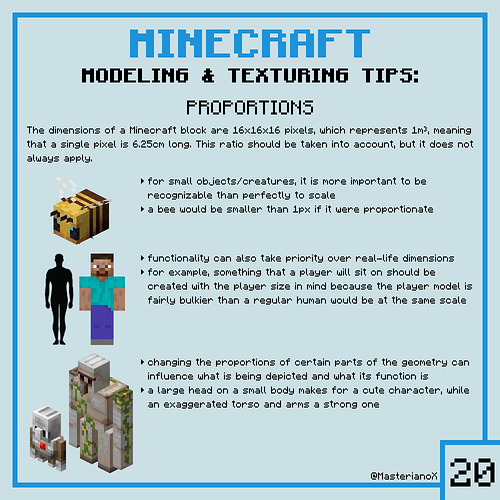 MINECRAFT
MODELING & TEXTURING TIPS:
PROPORTIONS
The dimensions of a Minecraft block are 16x16x16 pixels, which represents 1m³, meaning
that a single pixel is 6.25cm long. This ratio should be taken into account, but it does not
always apply.
for small objects/creatures, it is more important to be
recognizable than perfectly to scale
a bee would be smaller than 1px if it were proportionate
functionality can also take priority over real-life dimensions
for example, something that a player will sit on should be
created with the player size in mind because the player model is
fairly bulkier than a regular human would be at the same scale
changing the proportions of certain parts of the geometry can
influence what is being depicted and what its function is
a large head on a small body makes for a cute character, while
an exaggerated torso and arms a strong one
@MasterianoX
20